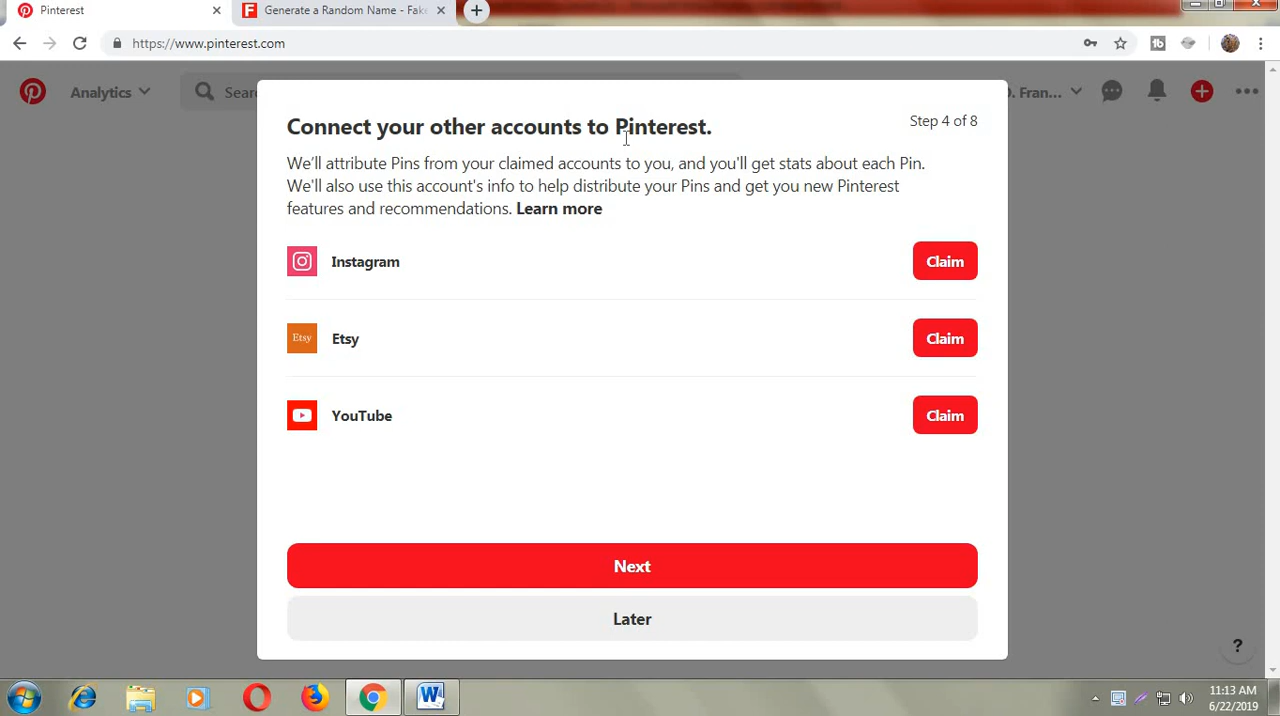 Pinterest
Generate a Random Name - Fake
https://www.pinterest.com
Analytics
Sear
D. Fran...
Connect your other accounts to Pinterest.
Step 4 of 8
We'll attribute Pins from your claimed accounts to you, and you'll get stats about each Pin.
We'll also use this account's info to help distribute your Pins and get you new Pinterest
features and recommendations. Learn more
Instagram
Claim
Etsy
Etsy
Claim
YouTube
Claim
Next
Later
?
11:13 AM
6/22/2019